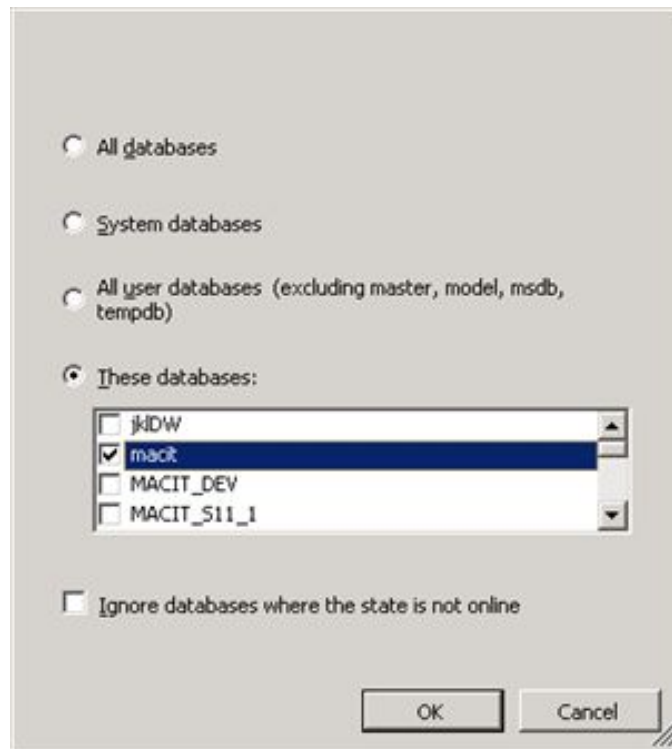 All databases
System databases
All user databases (excluding master, model, msdb,
tempdb)
These databases:
jklDW
macit
MACIT_DEV
MACIT_S11_1
Ignore databases where the state is not online
OK
Cancel